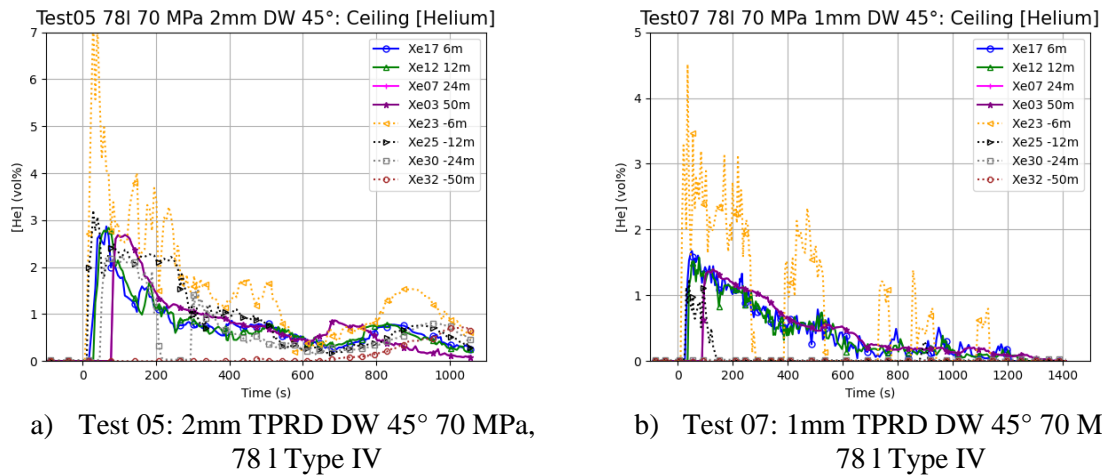 Test05 78l 70 MPa 2mm DW 45°: Ceiling [Helium]
7
6
5
4
3
2
1
0
[He] (vol%)
0 200 400 600 800 1000
Time (s)
Xe17 6m
Xe12 12m
Xe07 24m
Xe03 50m
Xe23 -6m
Xe25 -12m
Xe30 -24m
Xe32 -50m
a) Test 05: 2mm TPRD DW 45° 70 MPa,
78 l Type IV
Test07 78l 70 MPa 1mm DW 45°: Ceiling [Helium]
5
4
3
2
1
0
[He] (vol%)
0 200 400 600 800 1000 1200 1400
Time (s)
Xe17 6m
Xe12 12m
Xe07 24m
Xe03 50m
Xe23 -6m
Xe25 -12m
Xe30 -24m
Xe32 -50m
b) Test 07: 1mm TPRD DW 45° 70 M
78 l Type IV